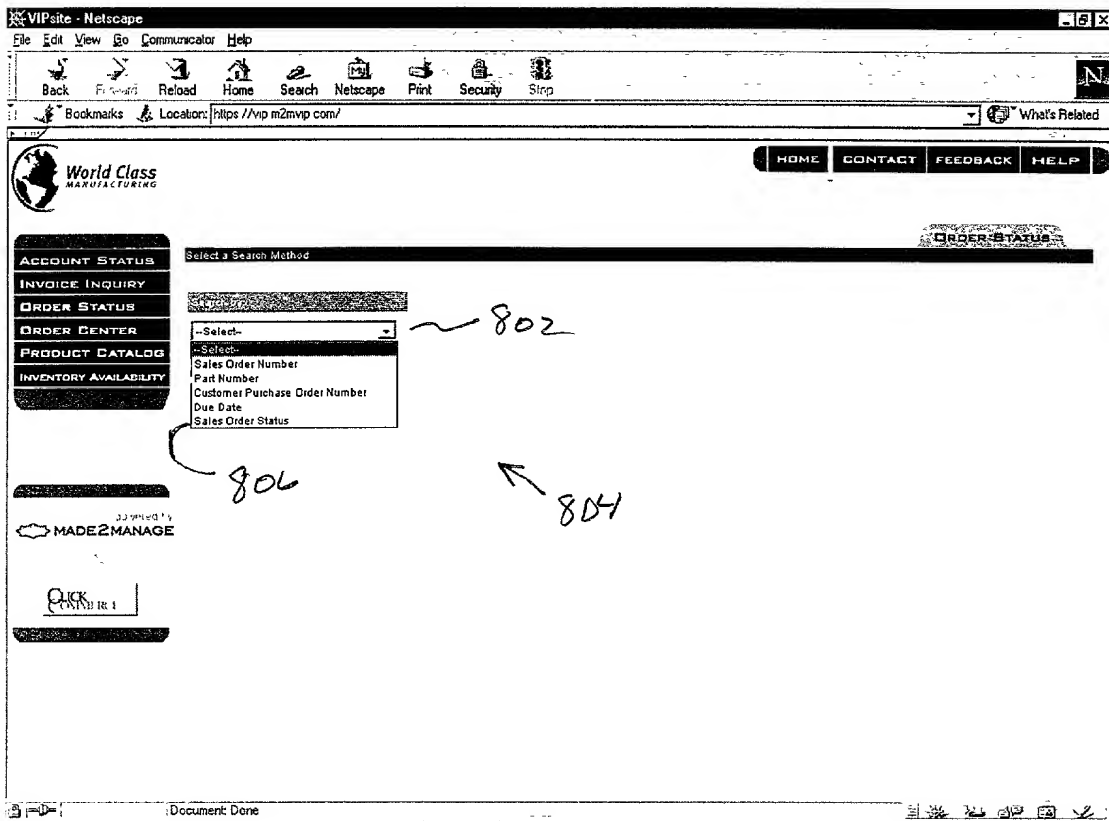 VIPsite - Netscape
File Edit View Go Communicator Help
Back Forward Reload Home Search Netscape Print Security Stop
Bookmarks Location: https //vip m2mvip com/ What's Related
World Class
MANUFACTURING
HOME CONTACT FEEDBACK HELP
ORDER STATUS
Select a Search Method
ACCOUNT STATUS
INVOICE INQUIRY
ORDER STATUS
ORDER CENTER
PRODUCT CATALOG
INVENTORY AVAILABILITY
--Select--
802
--Select--
Sales Order Number
Part Number
Customer Purchase Order Number
Due Date
Sales Order Status
806
804
powered by
MADE2MANAGE
CLICK
COMMERCE
Document: Done